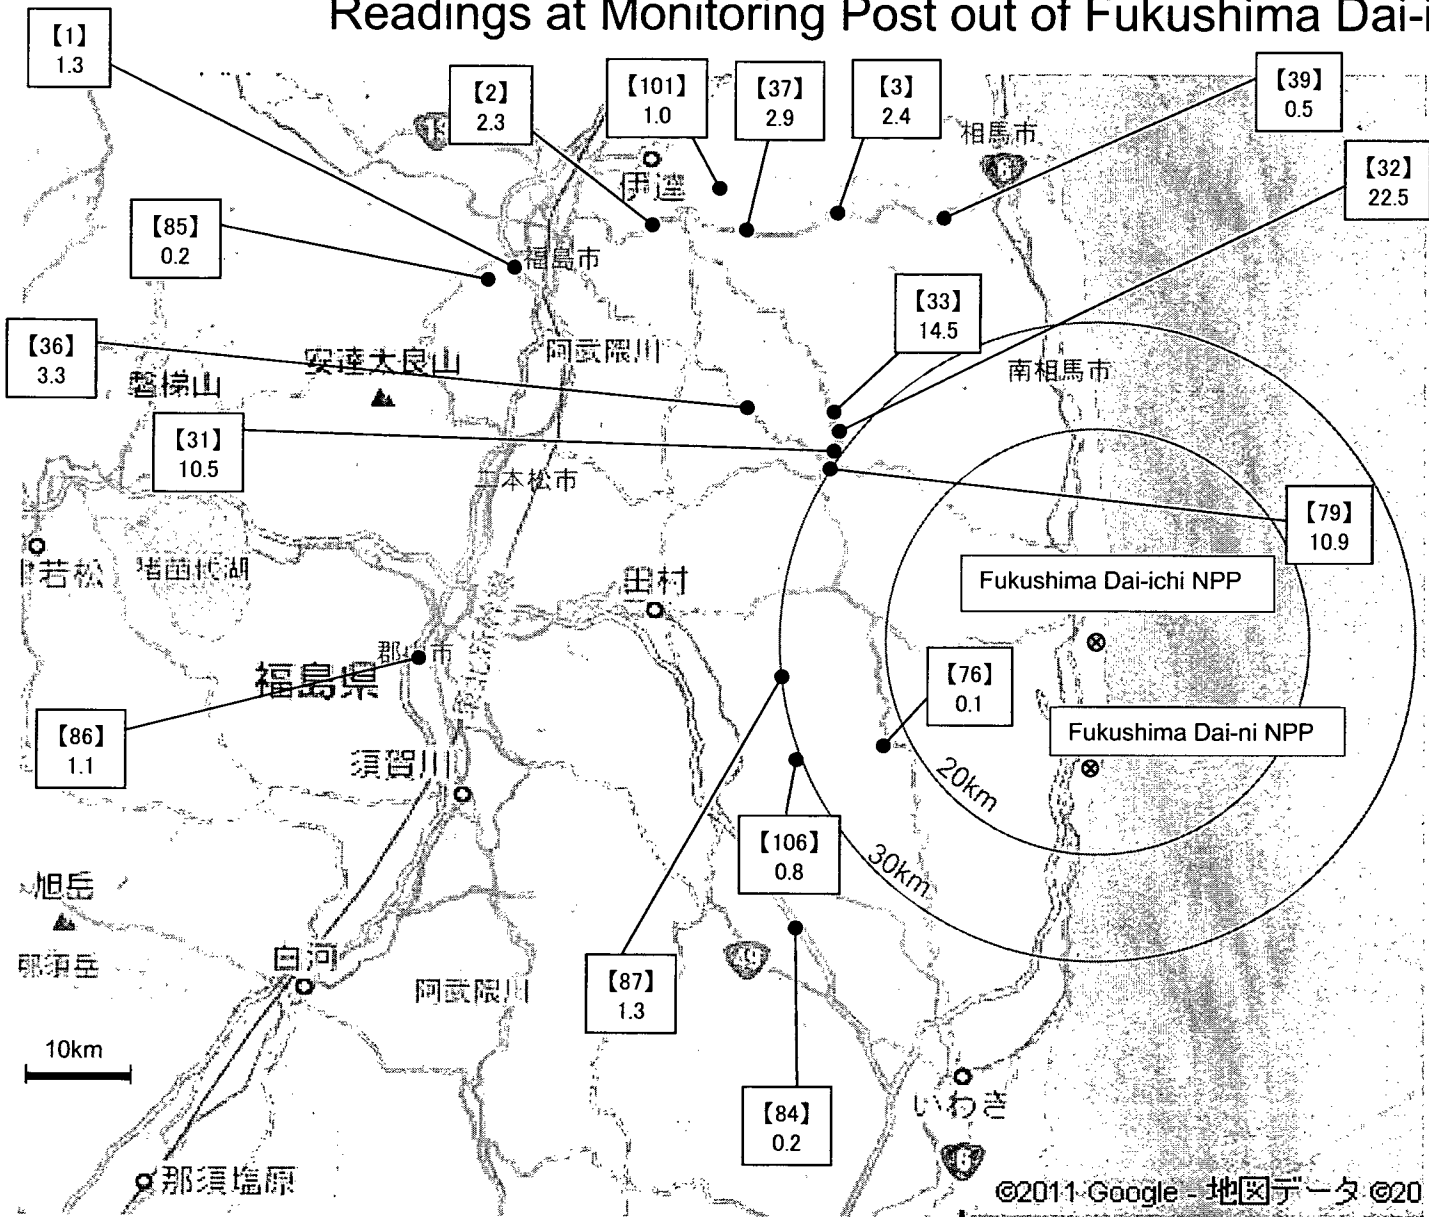 Readings at Monitoring Post out of Fukushima Dai-i
【1】
1.3
【2】
2.3
【101】
1.0
【37】
2.9
【3】
2.4
【39】
0.5
相馬市
【32】
22.5
伊達
【85】
0.2
福島市
【33】
14.5
【36】
3.3
安達太良山
阿武隈川
磐梯山
南相馬市
【31】
10.5
二本松市
【79】
10.9
若松
猪苗代湖
田村
Fukushima Dai-ichi NPP
福島県
【76】
0.1
【86】
1.1
Fukushima Dai-ni NPP
須賀川
20km
【106】
0.8
30km
旭岳
那須岳
白河
阿武隈川
49
【87】
1.3
10km
【84】
0.2
いわき
6
那須塩原
©2011 Google - 地図データ ©20